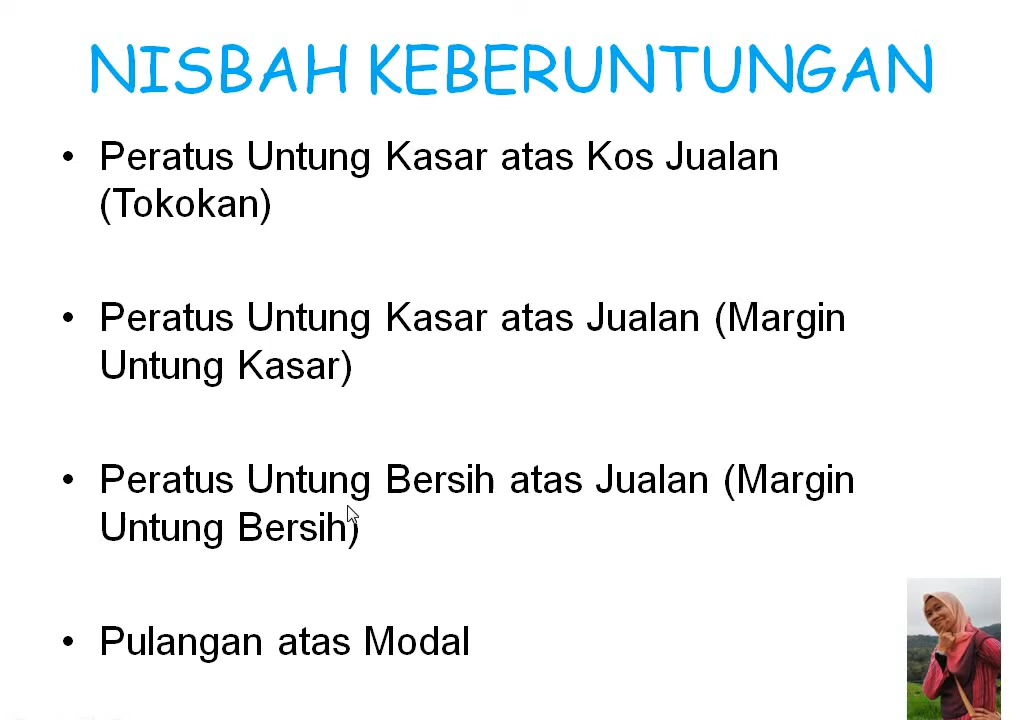 NISBAH KEBERUNTUNGAN
• Peratus Untung Kasar atas Kos Jualan
(Tokokan)
• Peratus Untung Kasar atas Jualan (Margin
Untung Kasar)
• Peratus Untung Bersih atas Jualan (Margin
Untung Bersih)
• Pulangan atas Modal